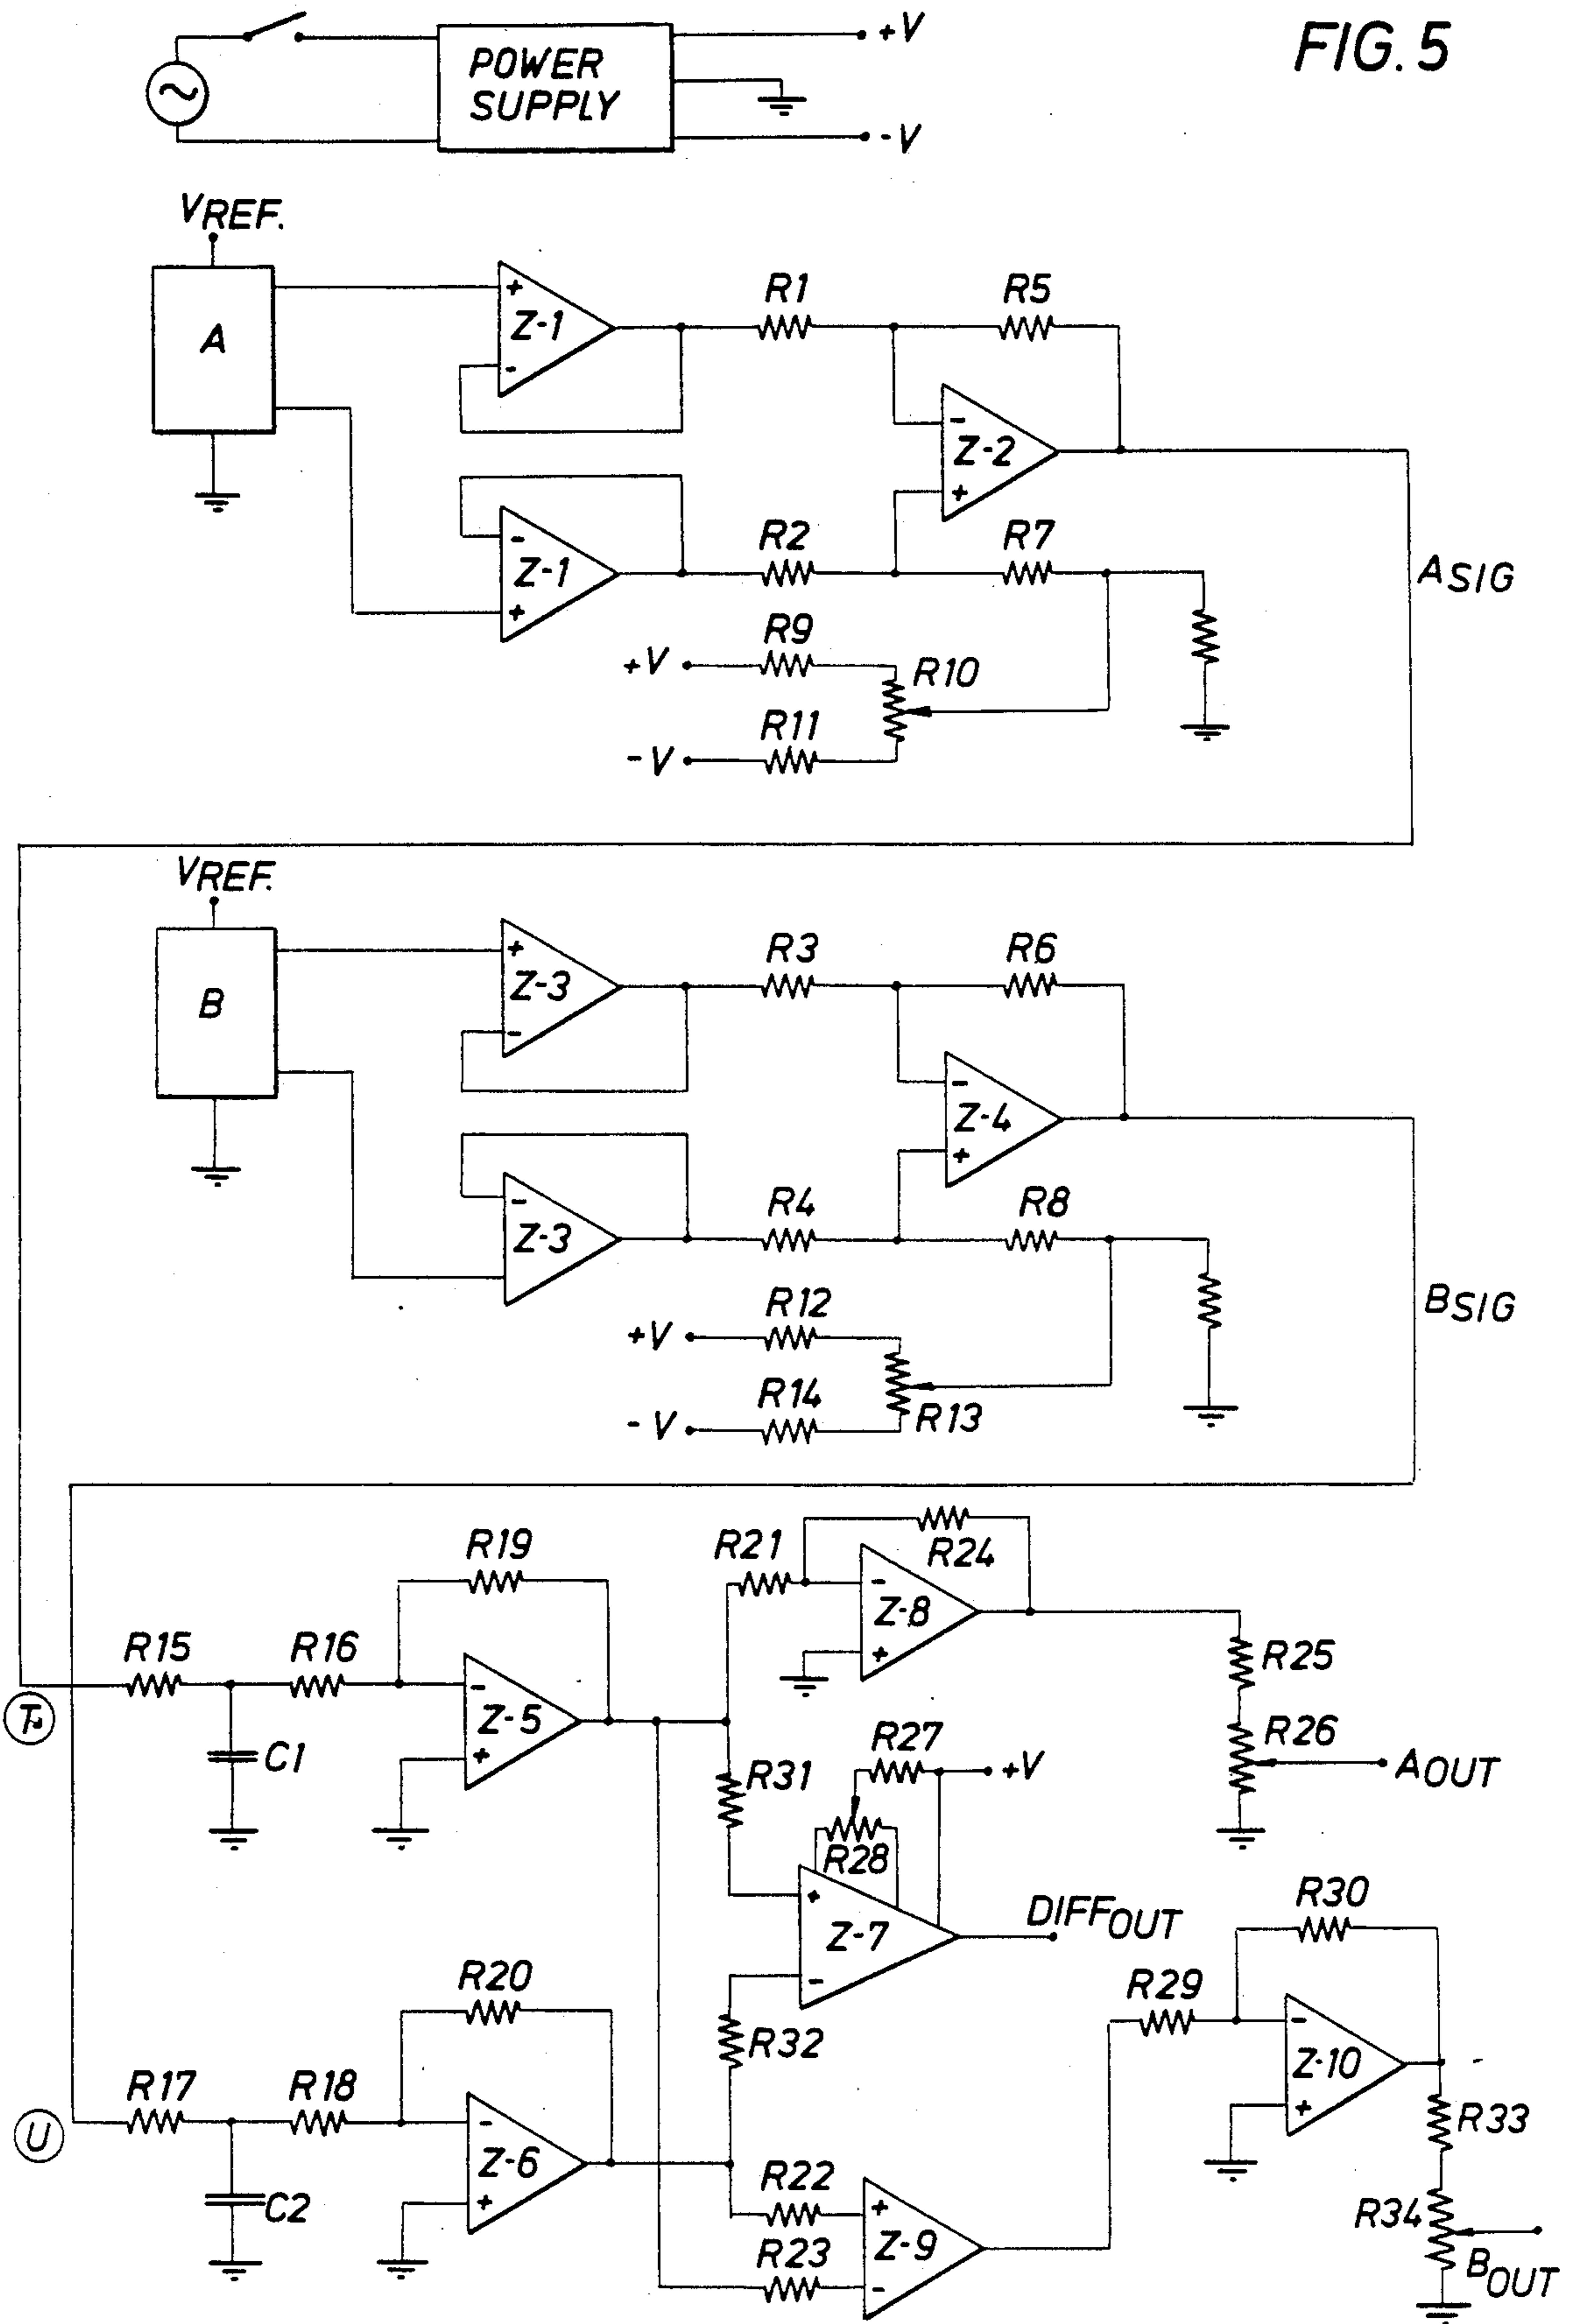 FIG. 5
+V
POWER
SUPPLY
-V
VREF.
A
+
Z-1
-
R1
R5
-
Z-2
+
-
Z-1
+
R2
R7
ASIG
+V
R9
R10
-V
R11
VREF.
B
+
Z-3
-
R3
R6
-
Z-4
+
-
Z-3
R4
R8
BSIG
+V
R12
-V
R14
R13
R19
R21
R24
-
Z-8
+
R15
R16
-
Z-5
+
C1
R25
R26
AOUT
R31
R27
+V
R28
+
Z-7
-
DIFFOUT
R20
R32
R30
R29
-
Z-10
+
R17
R18
U
-
Z-6
+
C2
R22
R23
+
Z-9
-
R33
R34
BOUT